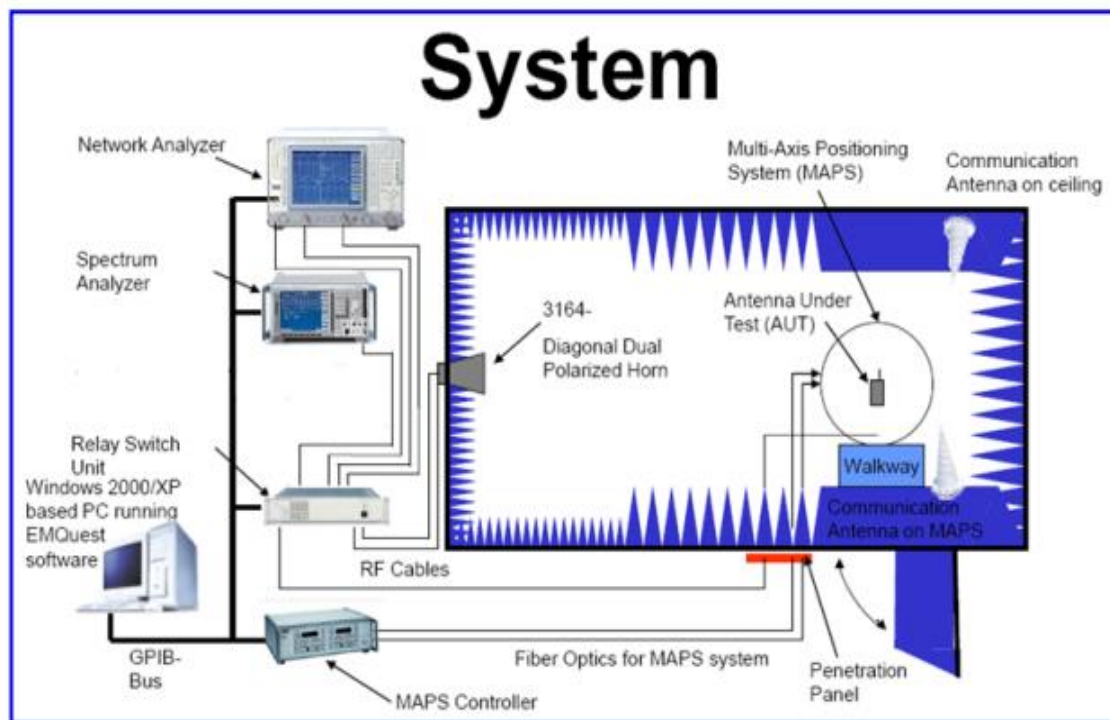 System
Network Analyzer
Multi-Axis Positioning
System (MAPS)
Communication
Antenna on ceiling
Spectrum
Analyzer
3164-
Diagonal Dual
Polarized Horn
Antenna Under
Test (AUT)
Relay Switch
Unit
Windows 2000/XP
based PC running
EMQuest
software
Walkway
Communication
Antenna on MAPS
RF Cables
GPIB-
Bus
MAPS Controller
Fiber Optics for MAPS system
Penetration
Panel